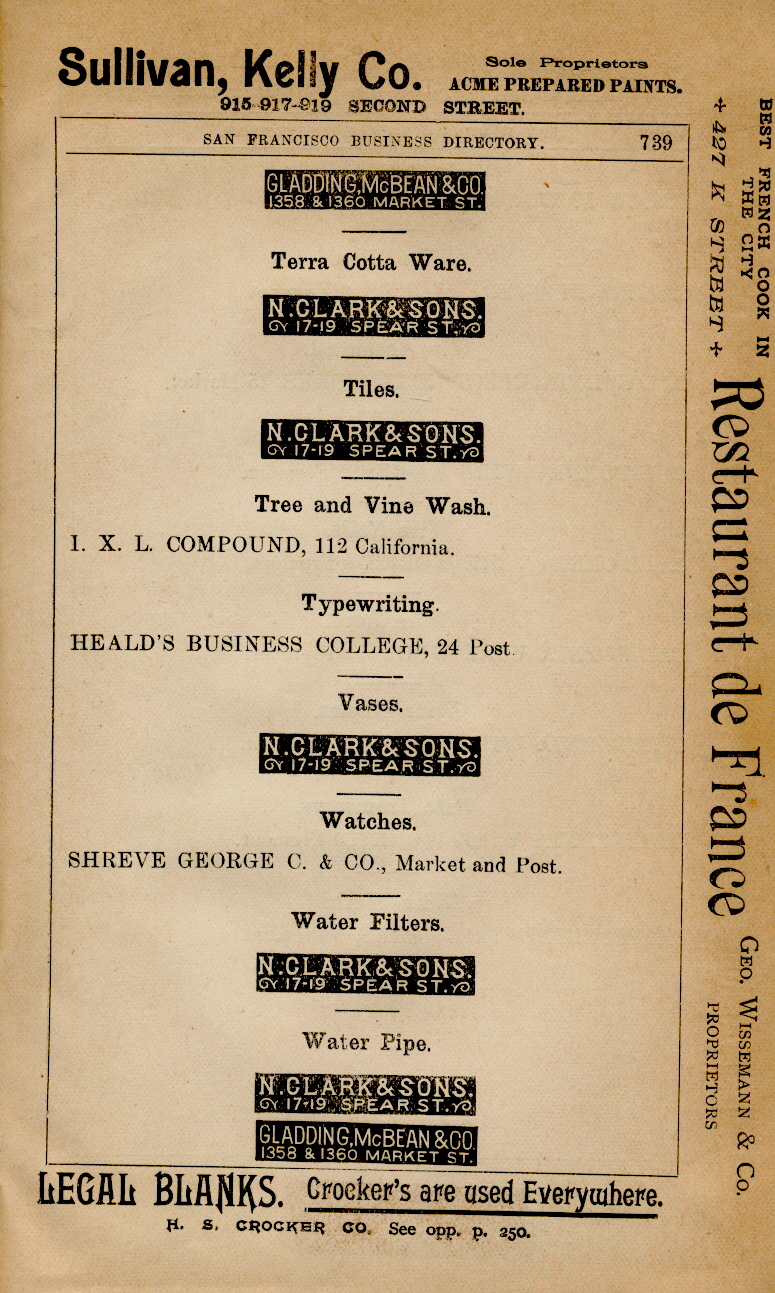 Sullivan, Kelly Co.
Sole Proprietors
ACME PREPARED PAINTS.
915-917-919 SECOND STREET.
SAN FRANCISCO BUSINESS DIRECTORY. 739
GLADDING, McBEAN & CO.
1358 & 1360 MARKET ST.
Terra Cotta Ware.
N. CLARK & SONS.
17-19 SPEAR ST.
Tiles.
N. CLARK & SONS.
17-19 SPEAR ST.
Tree and Vine Wash.
I. X. L. COMPOUND, 112 California.
Typewriting.
HEALD'S BUSINESS COLLEGE, 24 Post.
Vases.
N. CLARK & SONS.
17-19 SPEAR ST.
Watches.
SHREVE GEORGE C. & CO., Market and Post.
Water Filters.
N. CLARK & SONS.
17-19 SPEAR ST.
Water Pipe.
N. CLARK & SONS.
17-19 SPEAR ST.
GLADDING, McBEAN & CO.
1358 & 1360 MARKET ST.
LEGAL BLANKS. Crocker's are used Everywhere.
H. S. CROCKER CO. See opp. p. 250.
BEST FRENCH COOK IN
THE CITY
+ 427 K STREET +
Restaurant de France
GEO. WISSEMANN & CO.
PROPRIETORS